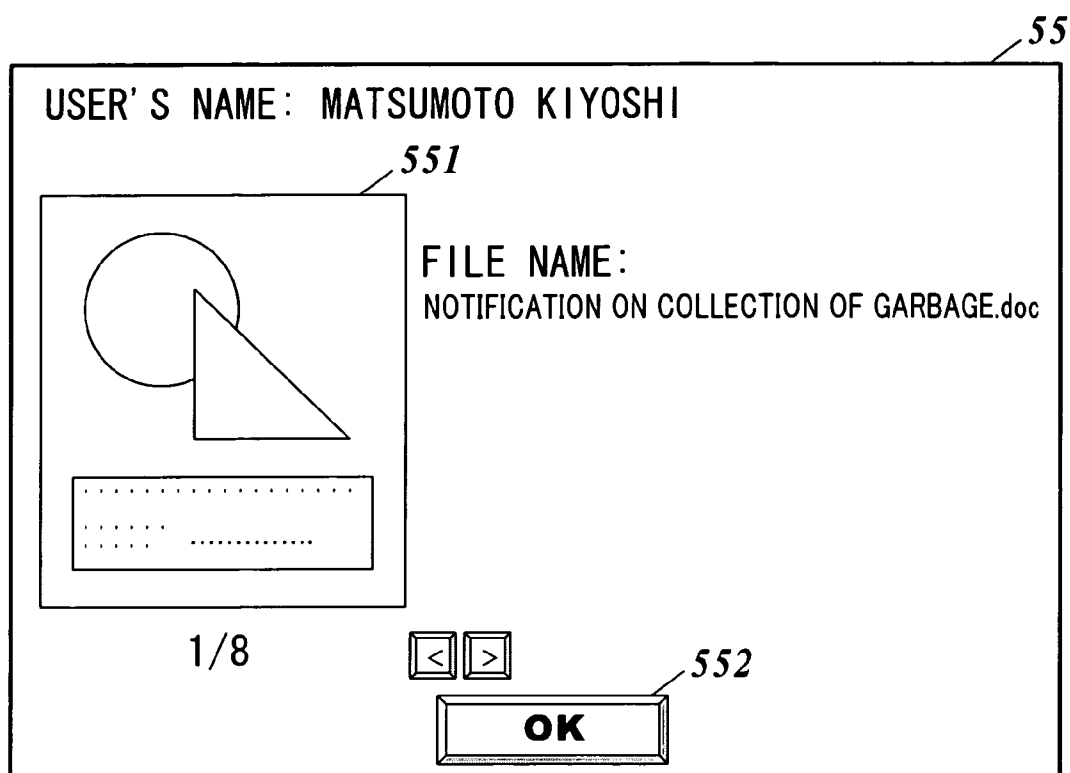 55
USER'S NAME: MATSUMOTO KIYOSHI
551
FILE NAME:
NOTIFICATION ON COLLECTION OF GARBAGE.doc
1/8
< >
552
OK